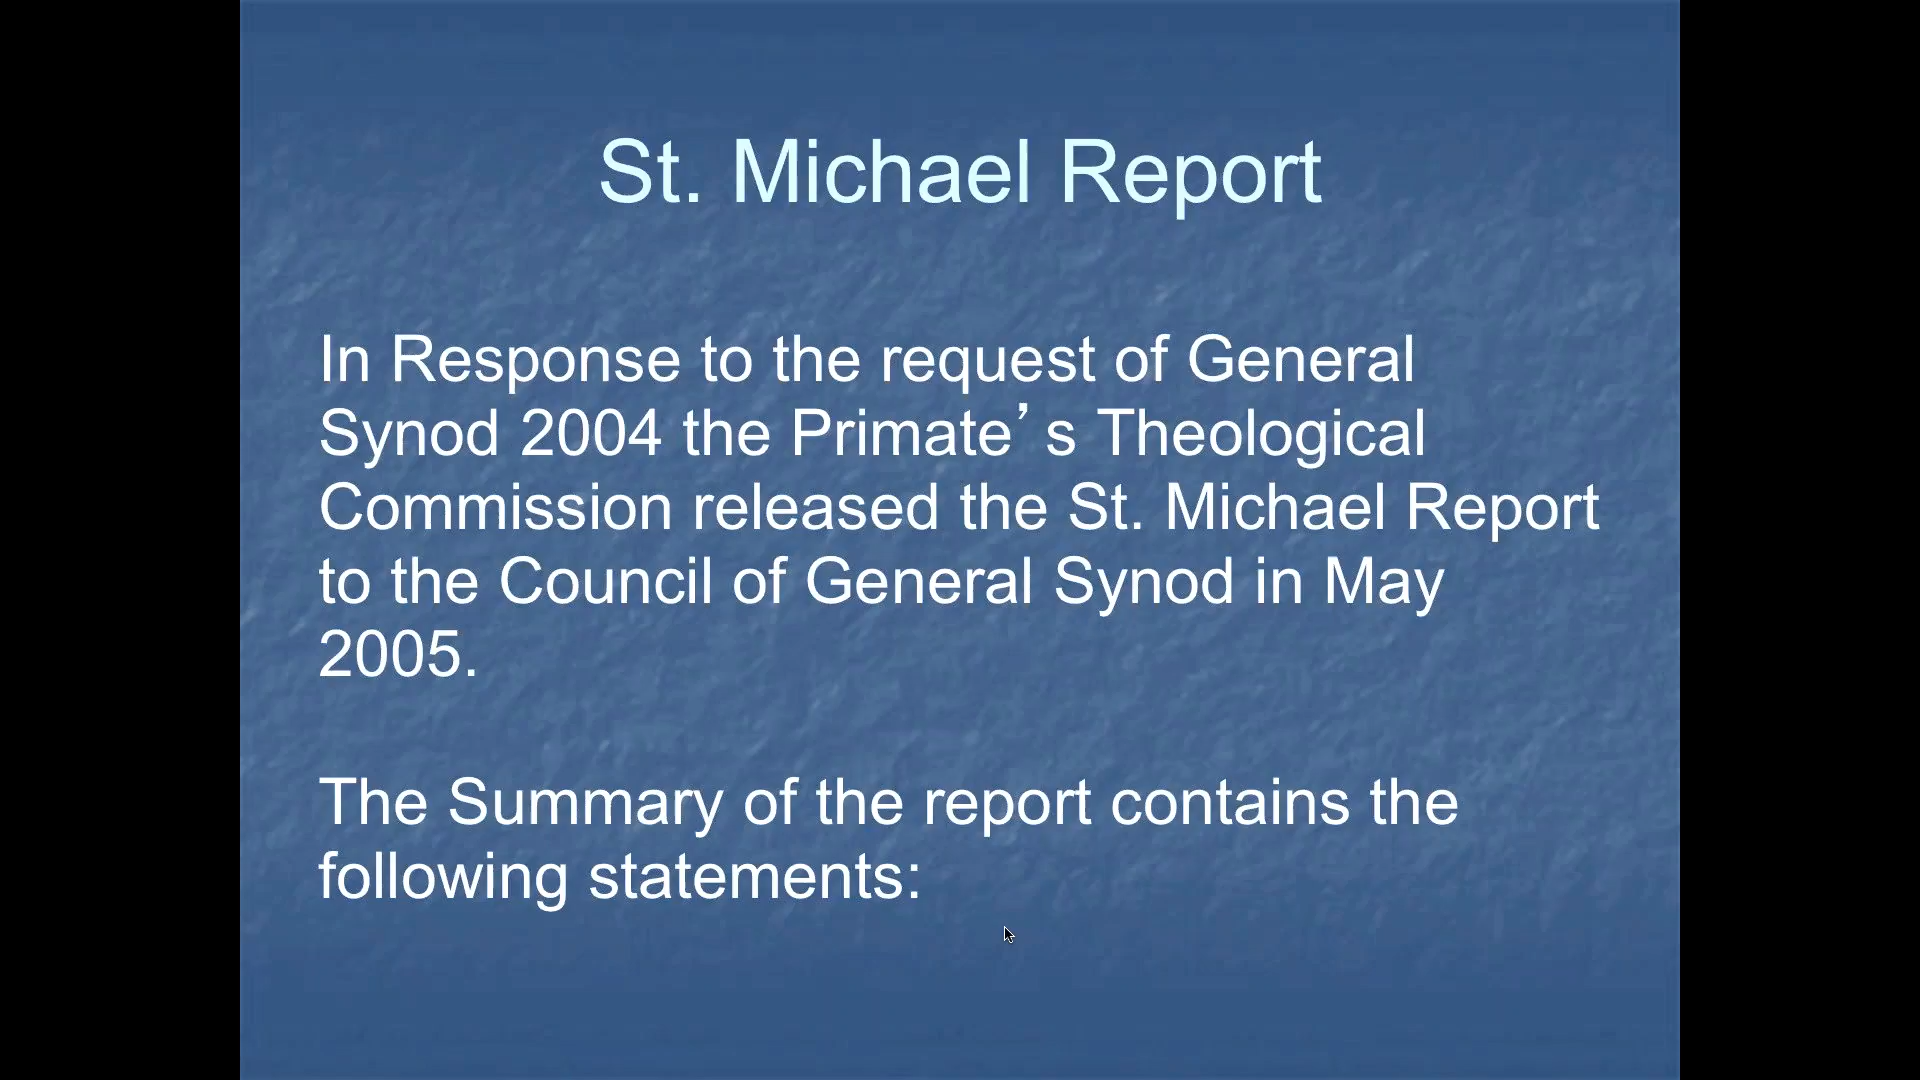 St. Michael Report
In Response to the request of General
Synod 2004 the Primate’s Theological
Commission released the St. Michael Report
to the Council of General Synod in May
2005.
The Summary of the report contains the
following statements: